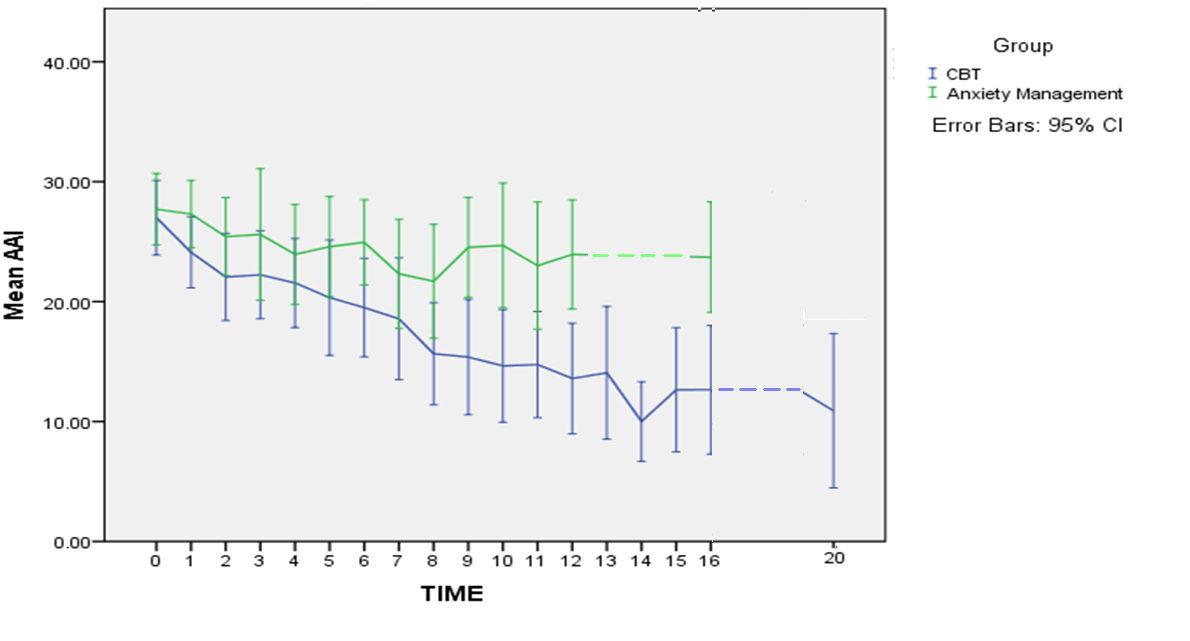 Group
CBT
Anxiety Management
Error Bars: 95% CI
Mean AAI
40.00
30.00
20.00
10.00
0.00
0 1 2 3 4 5 6 7 8 9 10 11 12 13 14 15 16 20
TIME